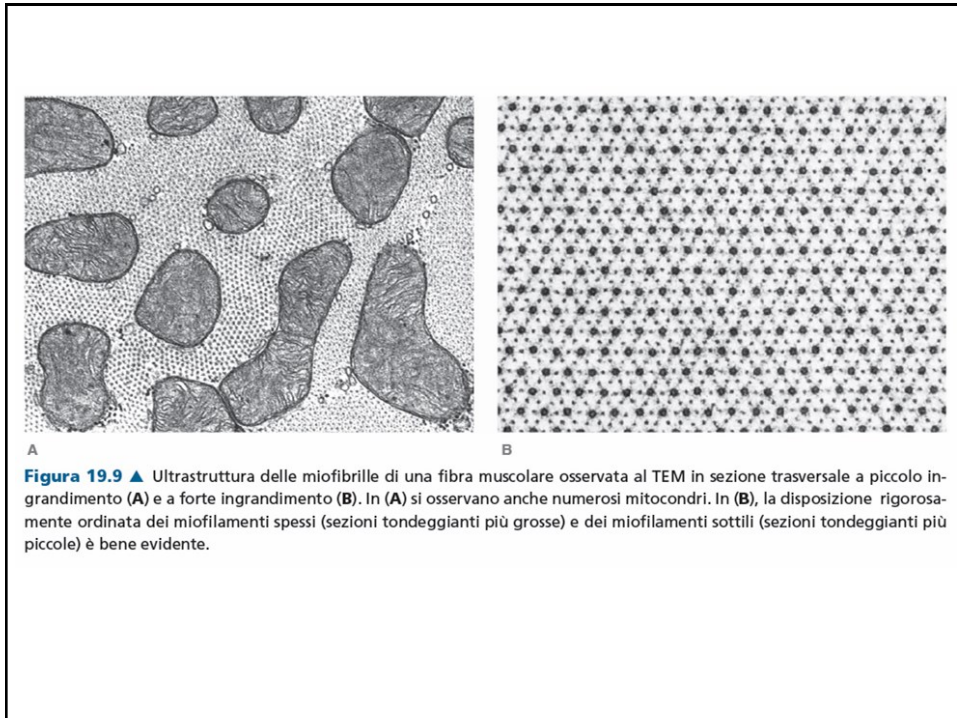 A
B
Figura 19.9 ▲ Ultrastruttura delle miofibrille di una fibra muscolare osservata al TEM in sezione trasversale a piccolo in-
grandimento (A) e a forte ingrandimento (B). In (A) si osservano anche numerosi mitocondri. In (B), la disposizione rigorosa-
mente ordinata dei miofilamenti spessi (sezioni tondeggianti più grosse) e dei miofilamenti sottili (sezioni tondeggianti più
piccole) è bene evidente.